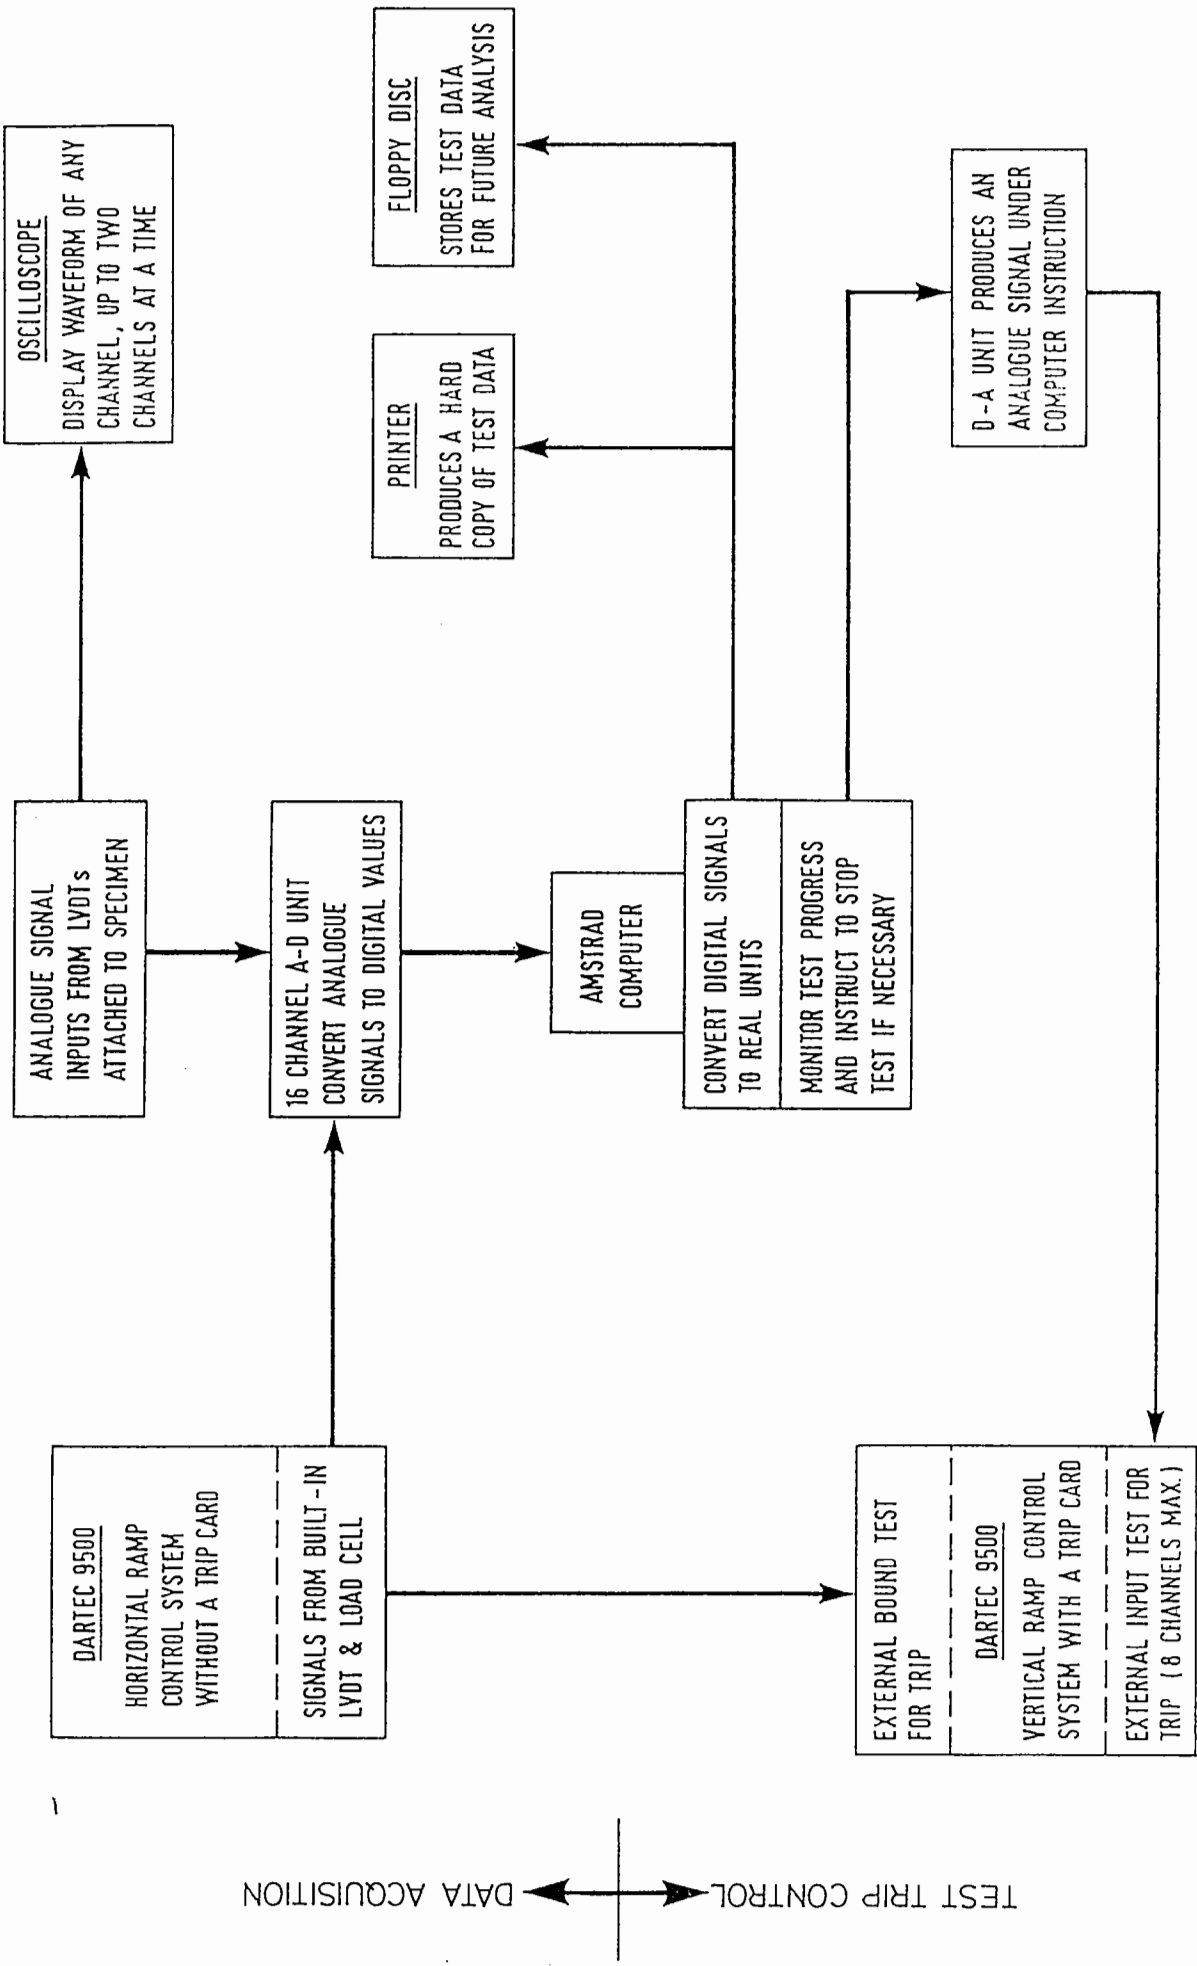 DARTEC 9500
HORIZONTAL RAMP
CONTROL SYSTEM
WITHOUT A TRIP CARD
SIGNALS FROM BUILT-IN
LVDT & LOAD CELL
ANALOGUE SIGNAL
INPUTS FROM LVDTs
ATTACHED TO SPECIMEN
OSCILLOSCOPE
DISPLAY WAVEFORM OF ANY
CHANNEL, UP TO TWO
CHANNELS AT A TIME
16 CHANNEL A-D UNIT
CONVERT ANALOGUE
SIGNALS TO DIGITAL VALUES
PRINTER
PRODUCES A HARD
COPY OF TEST DATA
FLOPPY DISC
STORES TEST DATA
FOR FUTURE ANALYSIS
AMSTRAD
COMPUTER
CONVERT DIGITAL SIGNALS
TO REAL UNITS
MONITOR TEST PROGRESS
AND INSTRUCT TO STOP
TEST IF NECESSARY
D-A UNIT PRODUCES AN
ANALOGUE SIGNAL UNDER
COMPUTER INSTRUCTION
EXTERNAL BOUND TEST
FOR TRIP
DARTEC 9500
VERTICAL RAMP CONTROL
SYSTEM WITH A TRIP CARD
EXTERNAL INPUT TEST FOR
TRIP (8 CHANNELS MAX.)
DATA ACQUISITION
TEST TRIP CONTROL